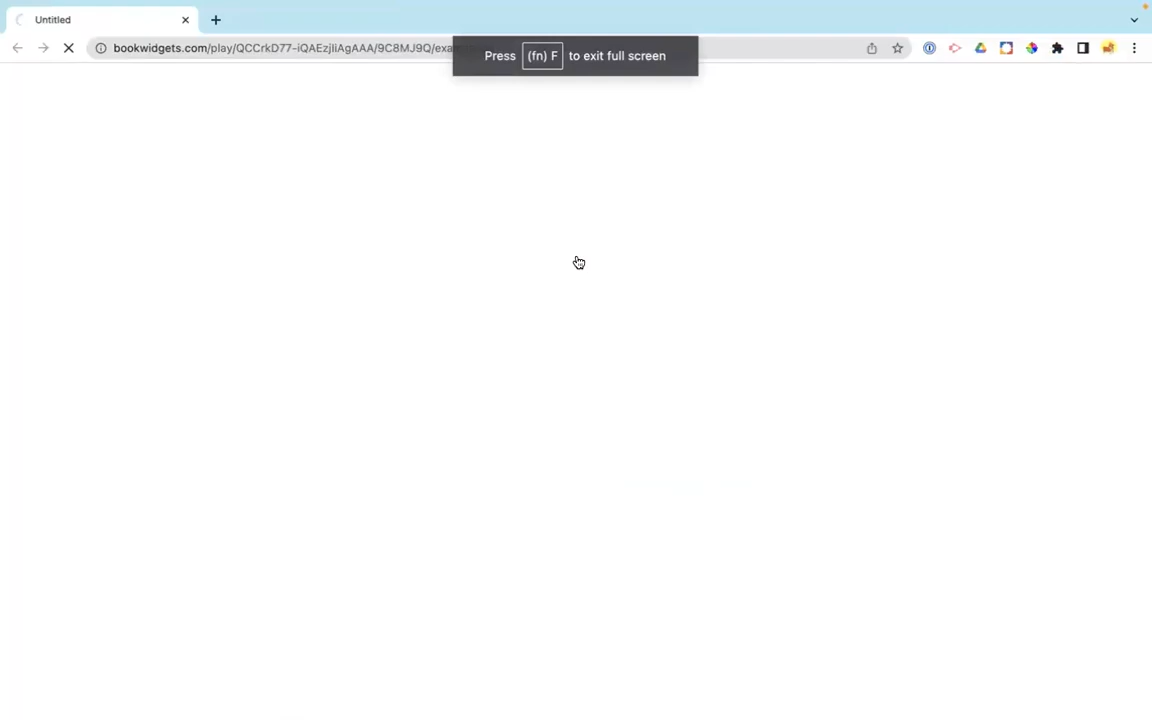 Untitled
bookwidgets.com/play/QCCrkD77-iQAEzjIiAgAAA/9C8MJ9Q/exa
Press (fn) F to exit full screen